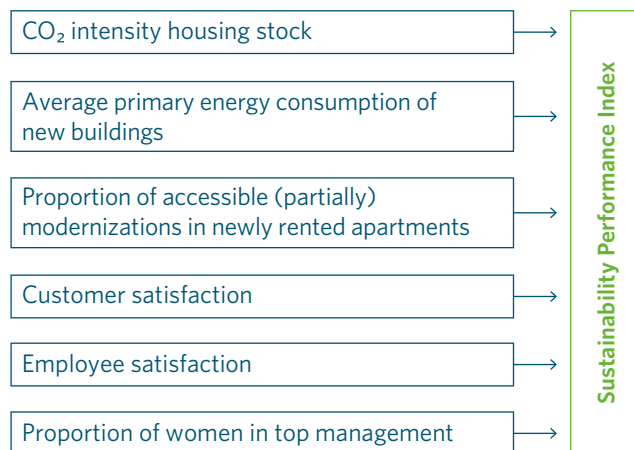 CO₂ intensity housing stock
Average primary energy consumption of
new buildings
Proportion of accessible (partially)
modernizations in newly rented apartments
Customer satisfaction
Employee satisfaction
Proportion of women in top management
Sustainability Performance Index